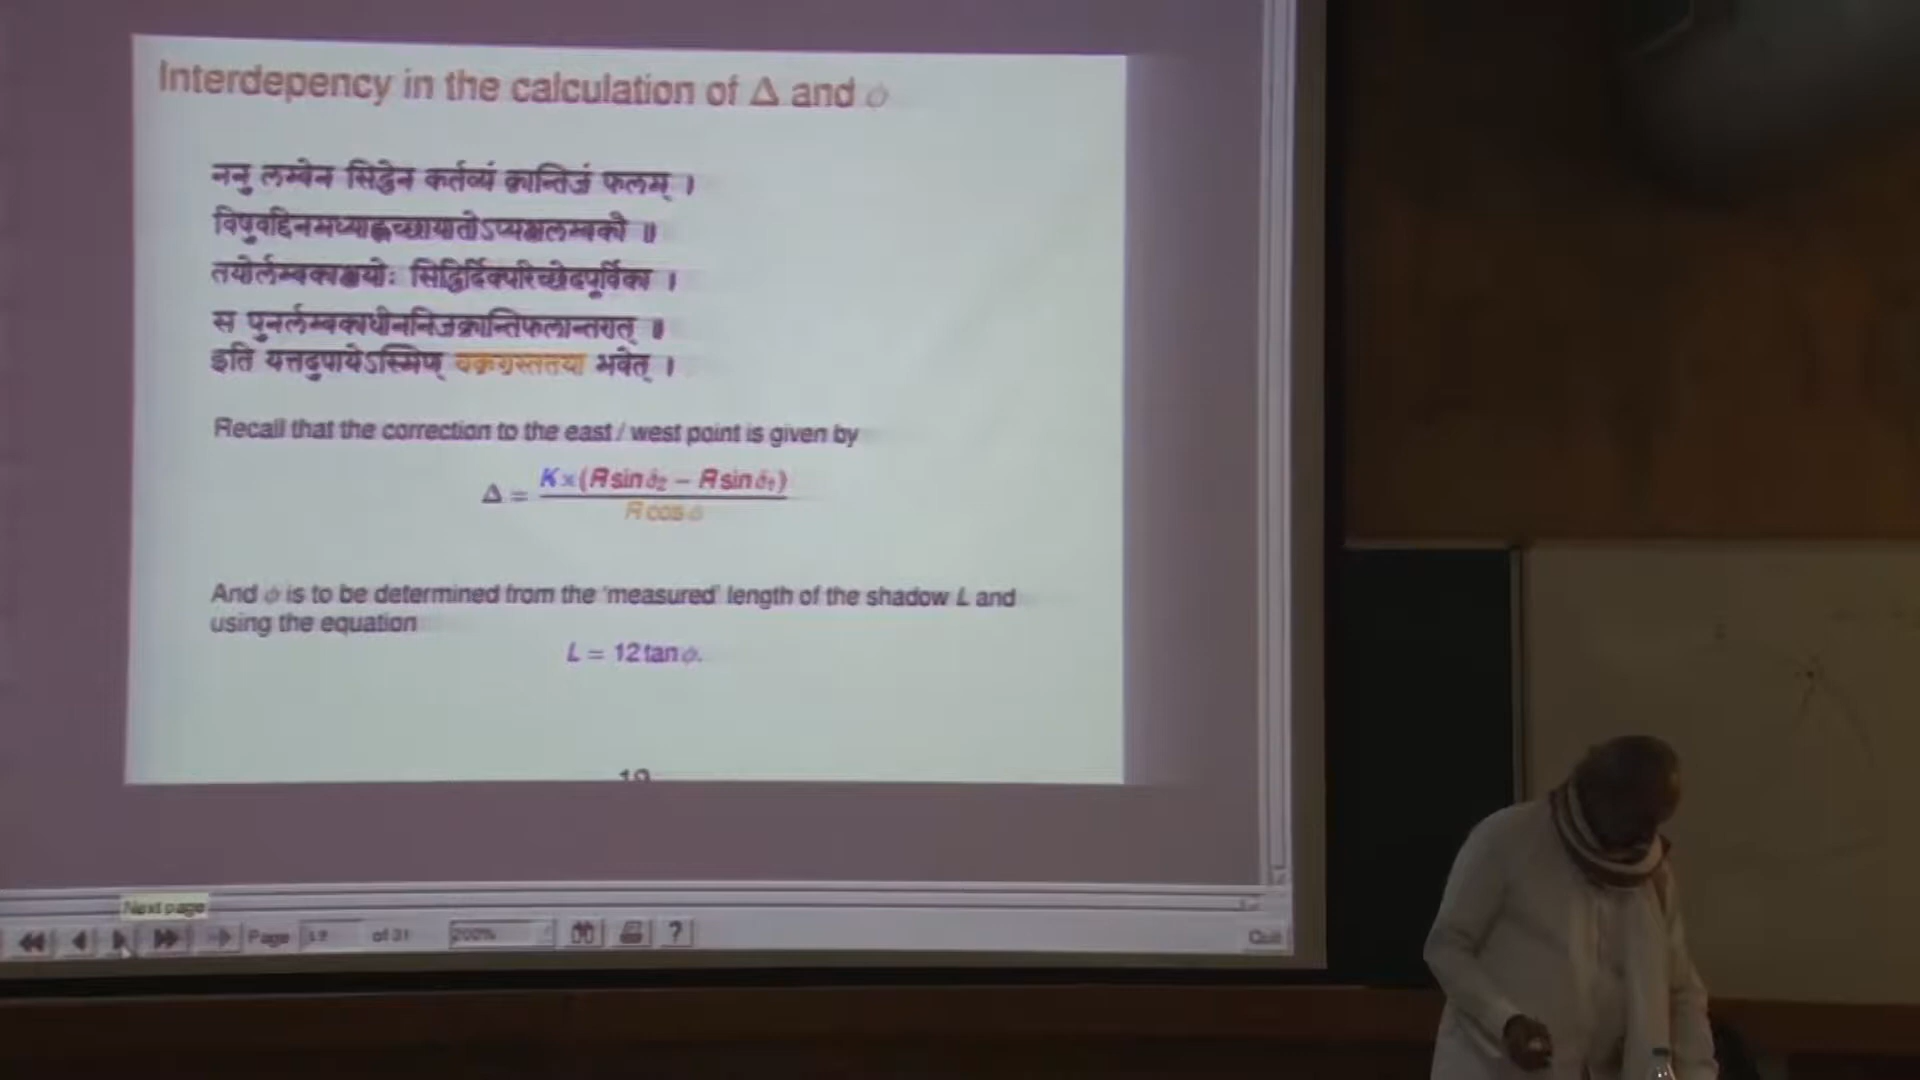 Interdepency in the calculation of Δ and ϕ
ननु लम्बेन सिद्धेन कर्तव्यं क्रान्तिजं फलम् ।
विषुवद्दिनमध्याह्नच्छायातोऽप्यक्षलम्बकौ ॥
तयोर्लम्बकाक्षयोः सिद्धिर्दिक्परिच्छेदपूर्विका ।
स पुनर्लम्बकाधीननिजक्रान्तिफलान्तरात् ॥
इति यत्तदुपायेऽस्मिण् चक्रग्रस्ततया भवेत् ।
Recall that the correction to the east / west point is given by
Δ = K × (R sin δ₂ − R sin δ₁) / R cos ϕ
And ϕ is to be determined from the 'measured' length of the shadow L and
using the equation
L = 12 tan ϕ.
19
Next page
Page 19 of 31 200% ? Quit